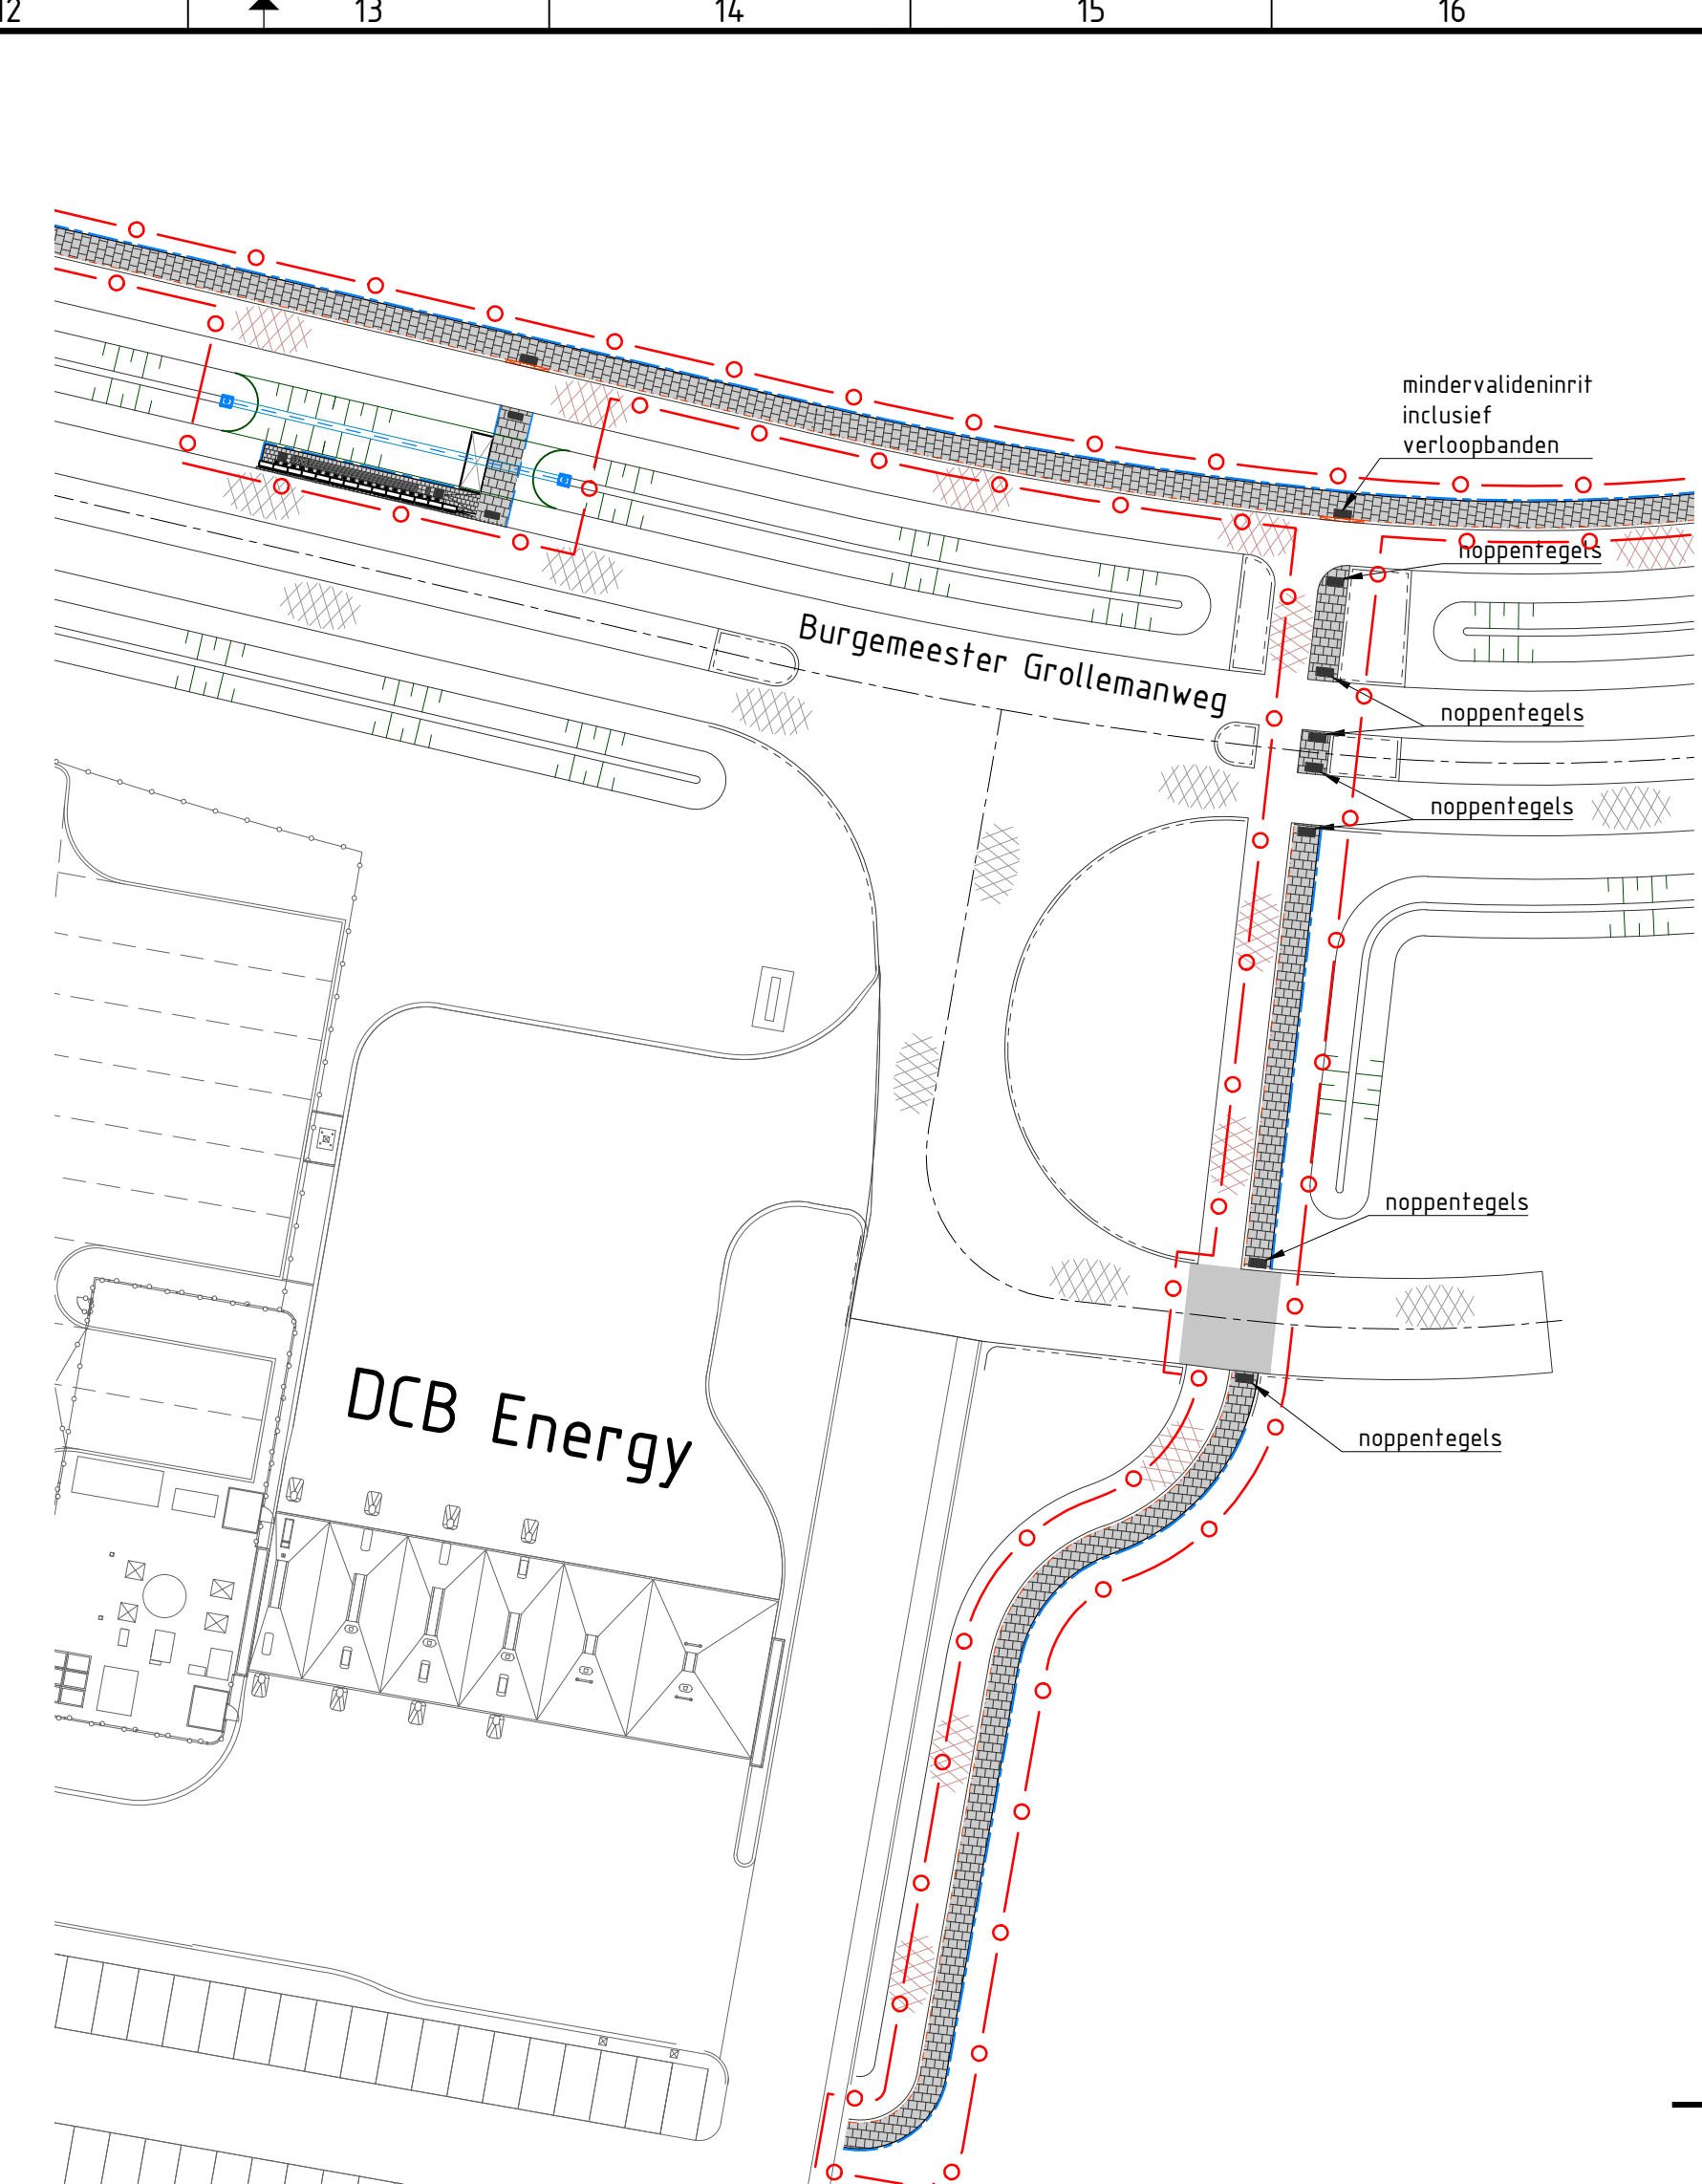 12
13
14
15
16
mindervalideninrit
inclusief
verloopbanden
noppentegels
Burgemeester Grollemanweg
noppentegels
noppentegels
noppentegels
DCB Energy
noppentegels